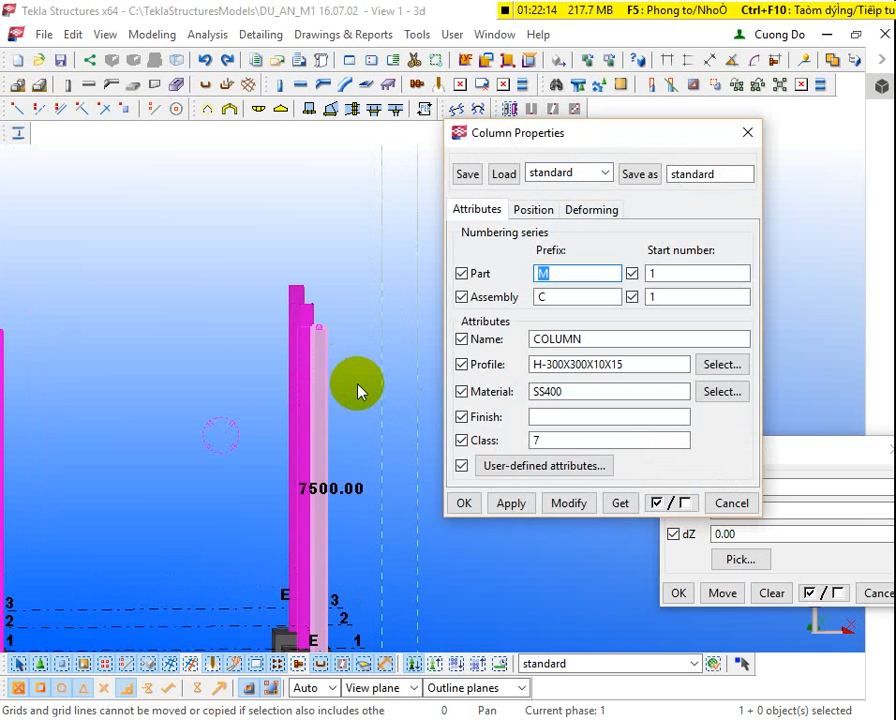 Tekla Structures x64 - C:\TeklaStructuresModels\DU_AN_M1 16.07.02 - View 1 - 3d
01:22:14 217.7 MB F5 : Phong to/NhoÒ Ctrl+F10 : Taòm dýÌng/Tiếp tu
File Edit View Modeling Analysis Detailing Drawings & Reports Tools User Window Help Cuong Do
Column Properties
Save Load standard Save as standard
Attributes Position Deforming
Numbering series
Prefix: Start number:
Part M 1
Assembly C 1
Attributes
Name: COLUMN
Profile: H-300X300X10X15 Select...
Material: SS400 Select...
Finish:
Class: 7
User-defined attributes...
OK Apply Modify Get / Cancel
7500.00
dZ 0.00
Pick...
OK Move Clear / Cance
E
3 3
2 2
1 E 1
standard
Auto View plane Outline planes
Grids and grid lines cannot be moved or copied if selection also includes othe 0 Pan Current phase: 1 1 + 0 object(s) selected